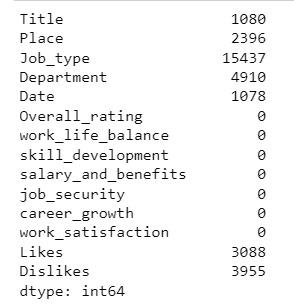 Title 1080
Place 2396
Job_type 15437
Department 4910
Date 1078
Overall_rating 0
work_life_balance 0
skill_development 0
salary_and_benefits 0
job_security 0
career_growth 0
work_satisfaction 0
Likes 3088
Dislikes 3955
dtype: int64